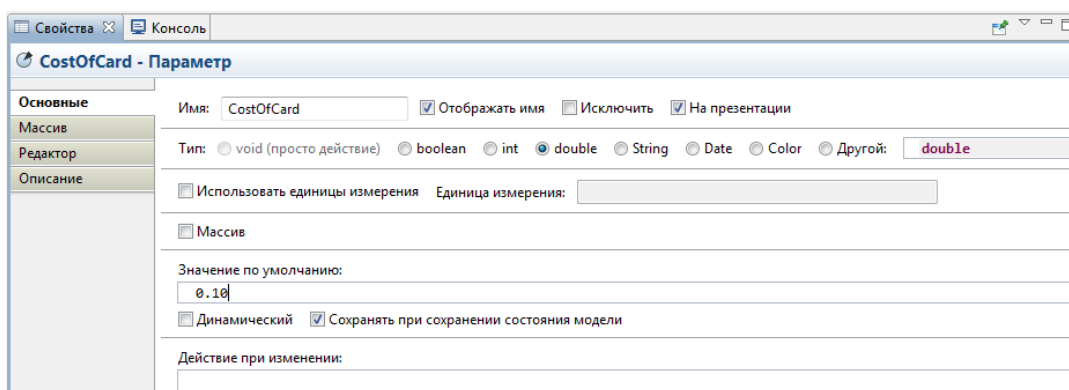 Свойства Консоль
CostOfCard - Параметр
Основные
Массив
Редактор
Описание
Имя: CostOfCard Отображать имя Исключить На презентации
Тип: void (просто действие) boolean int double String Date Color Другой: double
Использовать единицы измерения Единица измерения:
Массив
Значение по умолчанию:
0.10
Динамический Сохранять при сохранении состояния модели
Действие при изменении: